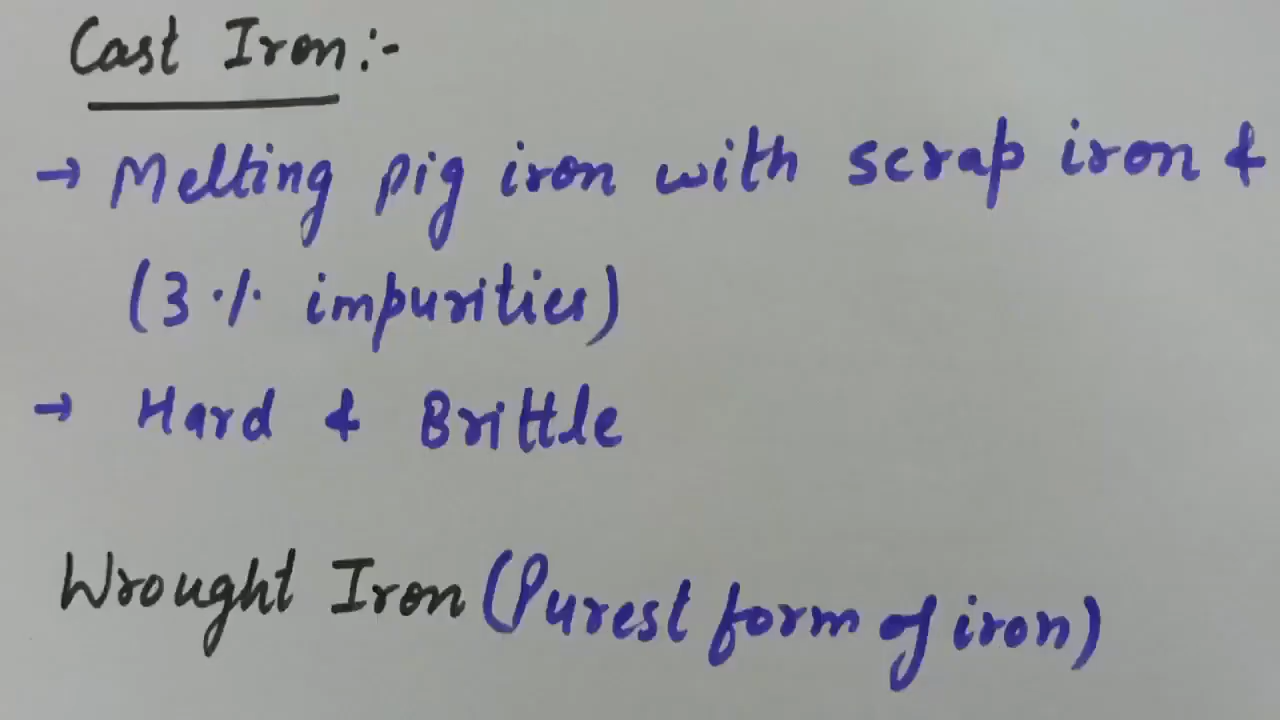 Cast Iron:-
→ Melting pig iron with scrap iron &
(3% impurities)
→ Hard & Brittle
Wrought Iron (Purest form of iron)